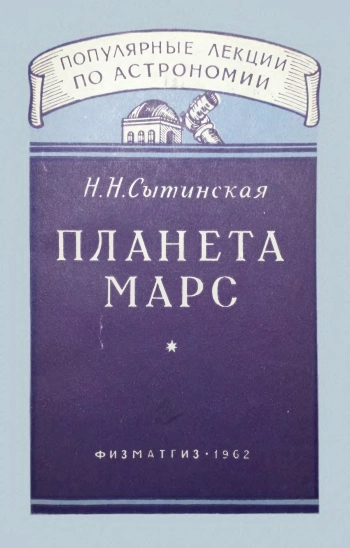 ПОПУЛЯРНЫЕ ЛЕКЦИИ
ПО АСТРОНОМИИ
Н.Н.Сытинская
ПЛАНЕТА
МАРС
ФИЗМАТГИЗ·1962